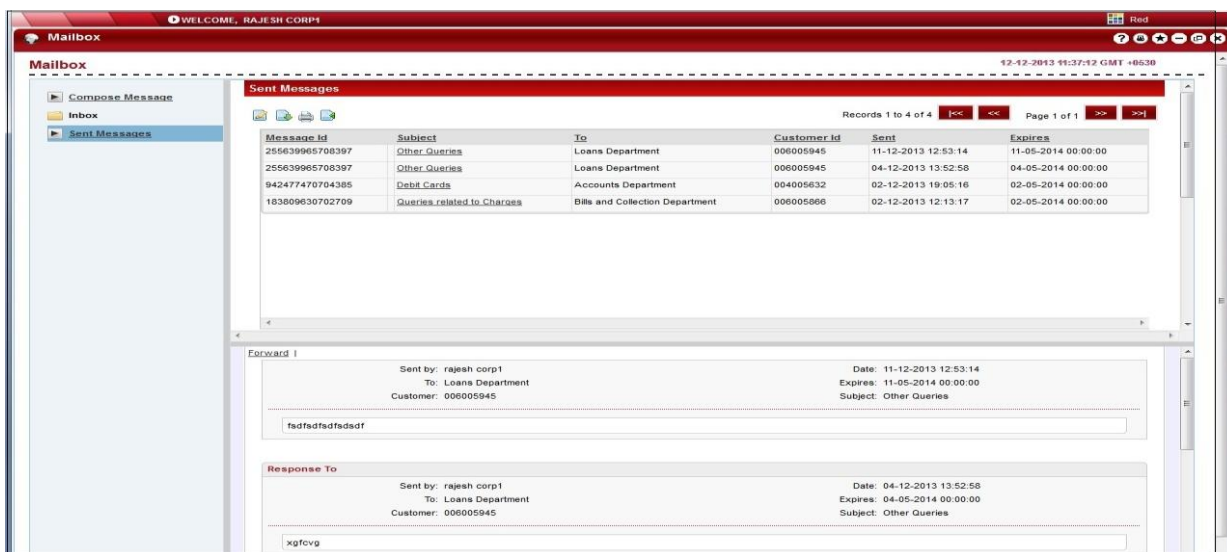 WELCOME, RAJESH CORP1 Red
Mailbox
Mailbox 12-12-2013 11:37:12 GMT +0530
Compose Message
Inbox
Sent Messages
Sent Messages
Records 1 to 4 of 4 |<< << Page 1 of 1 >> >>|
Message Id Subject To Customer Id Sent Expires
255639965708397 Other Queries Loans Department 006005945 11-12-2013 12:53:14 11-05-2014 00:00:00
255639965708397 Other Queries Loans Department 006005945 04-12-2013 13:52:58 04-05-2014 00:00:00
942477470704385 Debit Cards Accounts Department 004005632 02-12-2013 19:05:16 02-05-2014 00:00:00
183809630702709 Queries related to Charges Bills and Collection Department 006005866 02-12-2013 12:13:17 02-05-2014 00:00:00
Forward |
Sent by: rajesh corp1 Date: 11-12-2013 12:53:14
To: Loans Department Expires: 11-05-2014 00:00:00
Customer: 006005945 Subject: Other Queries
fsdfsdfsdfsdsdf
Response To
Sent by: rajesh corp1 Date: 04-12-2013 13:52:58
To: Loans Department Expires: 04-05-2014 00:00:00
Customer: 006005945 Subject: Other Queries
xgfcvg